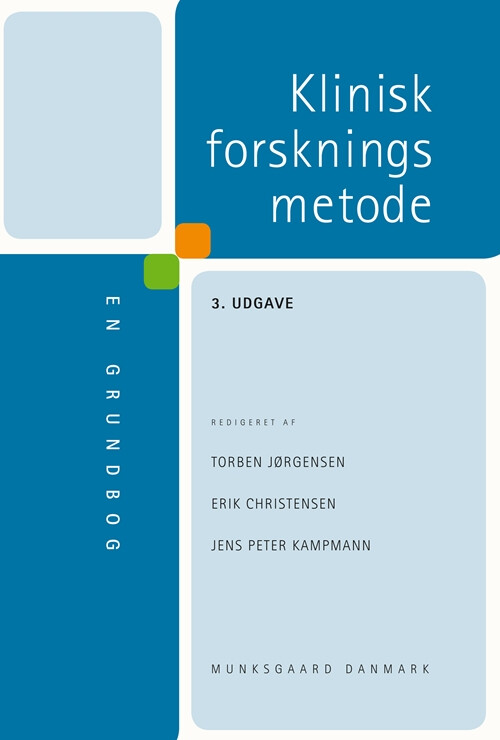 Klinisk
forsknings
metode
EN GRUNDBOG
3. UDGAVE
REDIGERET AF
TORBEN JØRGENSEN
ERIK CHRISTENSEN
JENS PETER KAMPMANN
MUNKSGAARD DANMARK